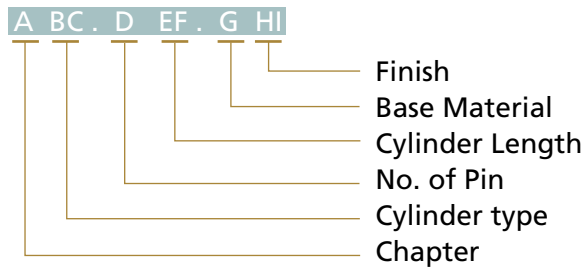 A BC . D EF . G HI
Finish
Base Material
Cylinder Length
No. of Pin
Cylinder type
Chapter